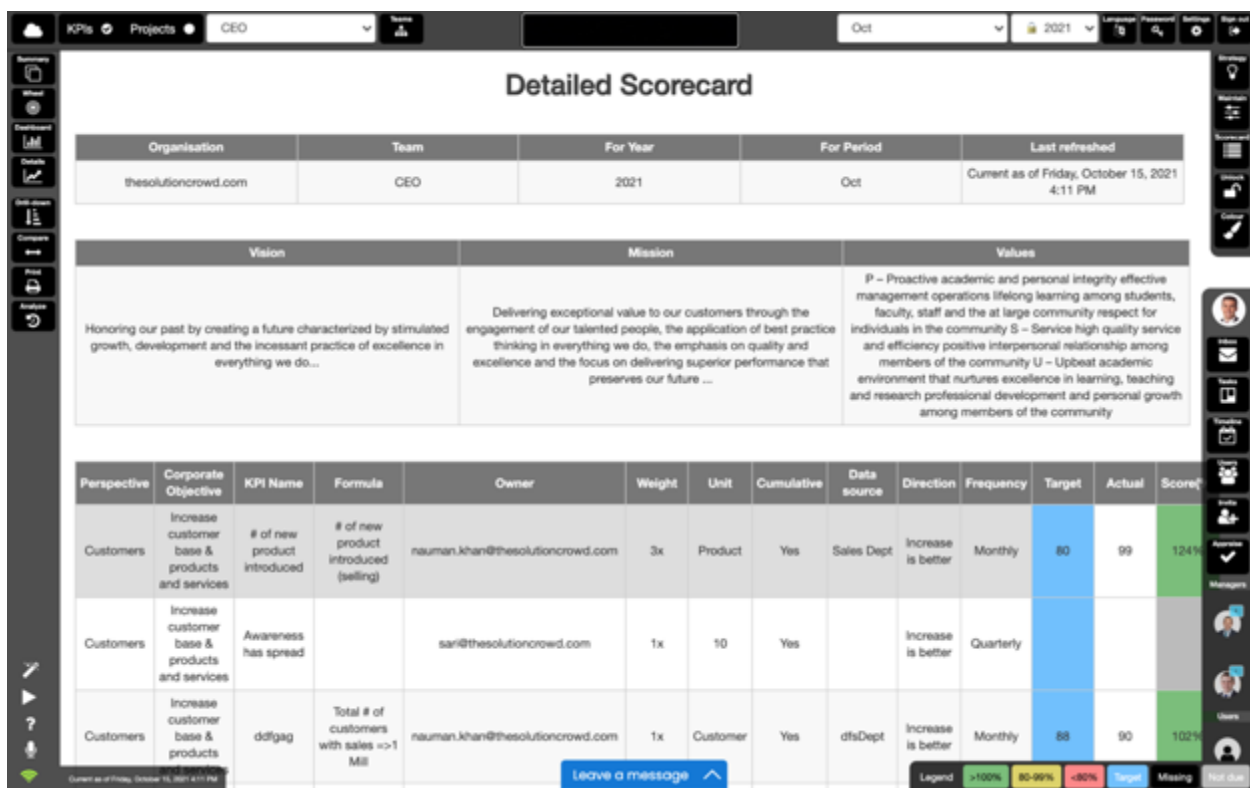 KPIs Projects CEO Teams Oct 2021 Language Password Settings Sign out
Summary
Wheel
Dashboard
Details
Drill-down
Compare
Print
Analyze
Strategy
Maintain
Scorecard
Unlock
Colour
Inbox
Tasks
Timeline
Users
Invite
Appraise
Managers
Users
Detailed Scorecard
Organisation Team For Year For Period Last refreshed
thesolutioncrowd.com CEO 2021 Oct Current as of Friday, October 15, 2021
4:11 PM
Vision
Honoring our past by creating a future characterized by stimulated
growth, development and the incessant practice of excellence in
everything we do...
Mission
Delivering exceptional value to our customers through the
engagement of our talented people, the application of best practice
thinking in everything we do, the emphasis on quality and
excellence and the focus on delivering superior performance that
preserves our future ...
Values
P – Proactive academic and personal integrity effective
management operations lifelong learning among students,
faculty, staff and the at large community respect for
individuals in the community S – Service high quality service
and efficiency positive interpersonal relationship among
members of the community U – Upbeat academic
environment that nurtures excellence in learning, teaching
and research professional development and personal growth
among members of the community
Perspective Corporate Objective KPI Name Formula Owner Weight Unit Cumulative Data source Direction Frequency Target Actual Score(
Customers
Increase
customer
base &
products
and services
# of new
product
introduced
# of new
product
introduced
(selling)
nauman.khan@thesolutioncrowd.com 3x Product Yes Sales Dept
Increase
is better
Monthly 80 99 124%
Customers
Increase
customer
base &
products
and services
Awareness
has spread
sari@thesolutioncrowd.com 1x 10 Yes
Increase
is better
Quarterly
Customers
Increase
customer
base &
products
and services
ddfgag
Total # of
customers
with sales =>1
Mill
nauman.khan@thesolutioncrowd.com 1x Customer Yes dfsDept
Increase
is better
Monthly 88 90 102%
Current as of Friday, October 15, 2021 4:11 PM
Leave a message
Legend >100% 80-99% <80% Target Missing Not due